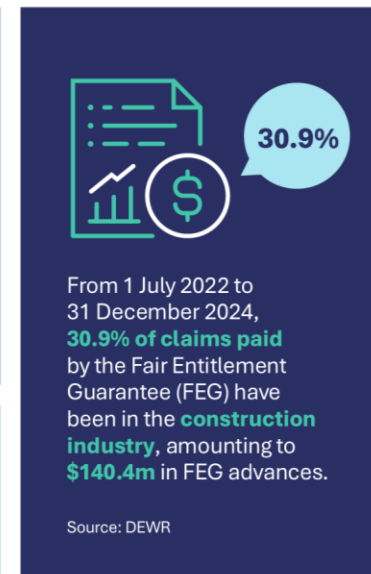 30.9%
From 1 July 2022 to
31 December 2024,
30.9% of claims paid
by the Fair Entitlement
Guarantee (FEG) have
been in the construction
industry, amounting to
$140.4m in FEG advances.
Source: DEWR